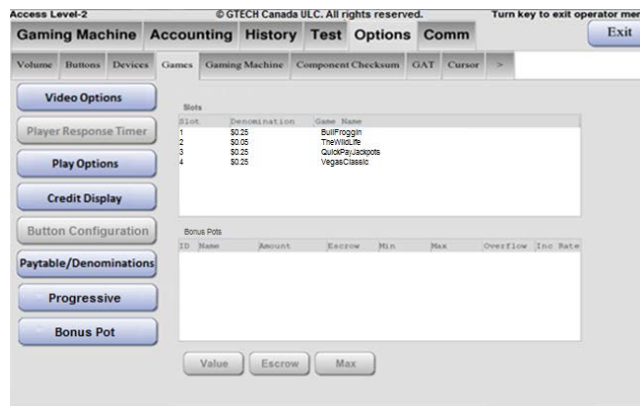 Access Level-2 © GTECH Canada ULC. All rights reserved. Turn key to exit operator mer
Gaming Machine Accounting History Test Options Comm Exit
Volume Buttons Devices Games Gaming Machine Component Checksum GAT Cursor >
Video Options
Player Response Timer
Play Options
Credit Display
Button Configuration
Paytable/Denominations
Progressive
Bonus Pot
Slots
Slot Denomination Game Name
1 $0.25 BullFroggin
2 $0.05 TheWildLife
3 $0.25 QuickPayJackpots
4 $0.25 VegasClassic
Bonus Pots
ID Name Amount Escrow Min Max Overflow Inc Rate
Value Escrow Max